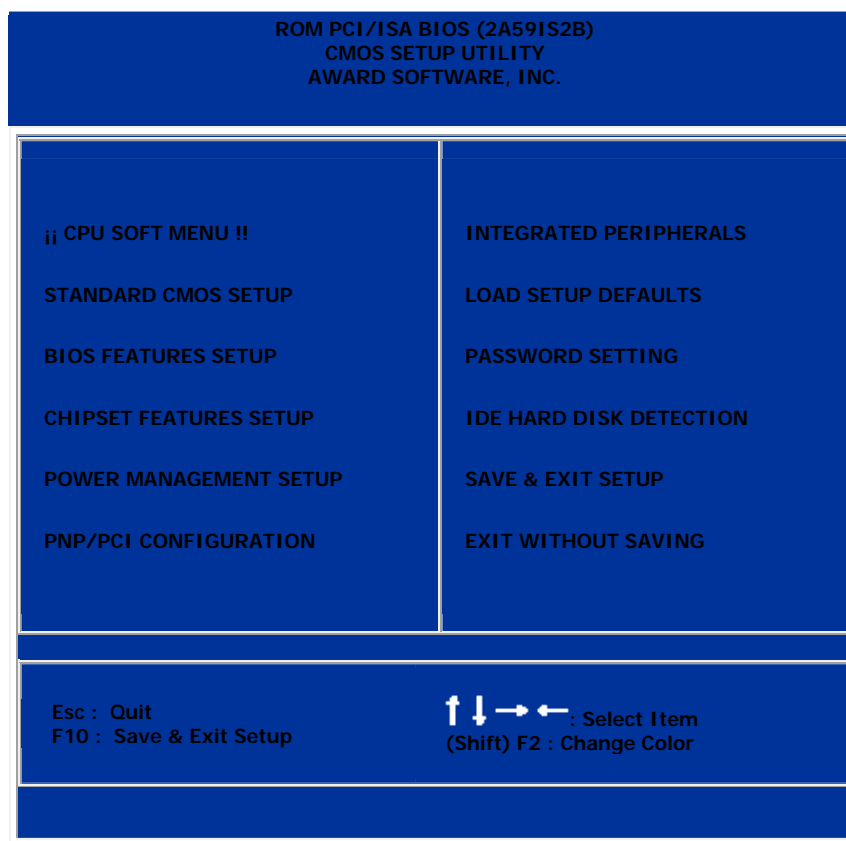 ROM PCI/ISA BIOS (2A59IS2B)
CMOS SETUP UTILITY
AWARD SOFTWARE, INC.
¡¡ CPU SOFT MENU !!
STANDARD CMOS SETUP
BIOS FEATURES SETUP
CHIPSET FEATURES SETUP
POWER MANAGEMENT SETUP
PNP/PCI CONFIGURATION
INTEGRATED PERIPHERALS
LOAD SETUP DEFAULTS
PASSWORD SETTING
IDE HARD DISK DETECTION
SAVE & EXIT SETUP
EXIT WITHOUT SAVING
Esc : Quit
F10 : Save & Exit Setup
↑ ↓ → ← : Select Item
(Shift) F2 : Change Color